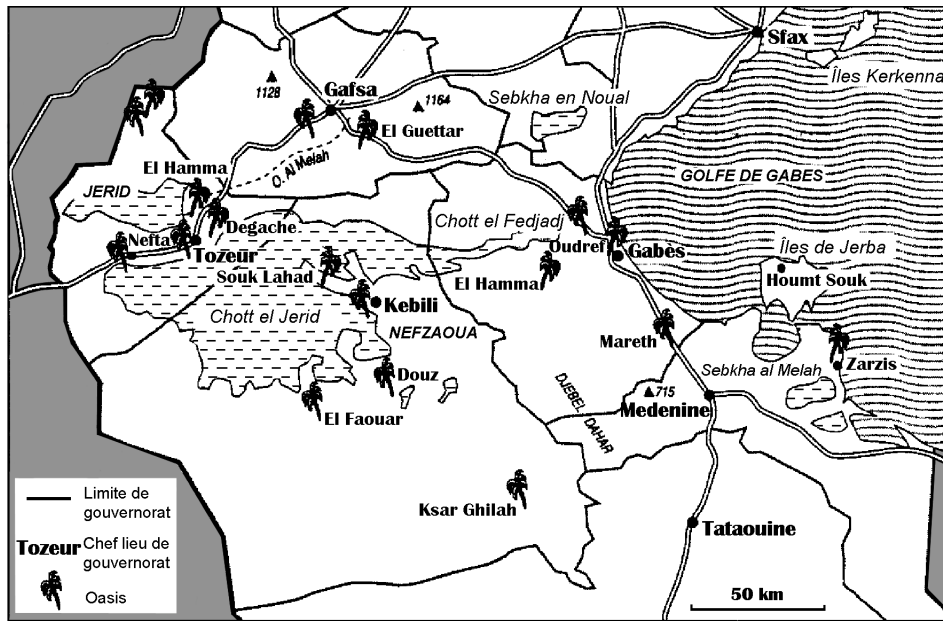 Sfax
Îles Kerkenna
1128
Gafsa
1164
Sebkha en Noual
El Guettar
O. Al Melah
El Hamma
JERID
GOLFE DE GABES
Degache
Chott el Fedjadj
Nefta
Tozeur
Oudref
Gabès
Îles de Jerba
Souk Lahad
El Hamma
Houmt Souk
Kebili
Chott el Jerid
NEFZAOUA
Mareth
Zarzis
Sebkha al Melah
Douz
715
DJEBEL
DAHAR
Medenine
El Faouar
Ksar Ghilah
Tataouine
Limite de
gouvernorat
Tozeur Chef lieu de
gouvernorat
Oasis
50 km